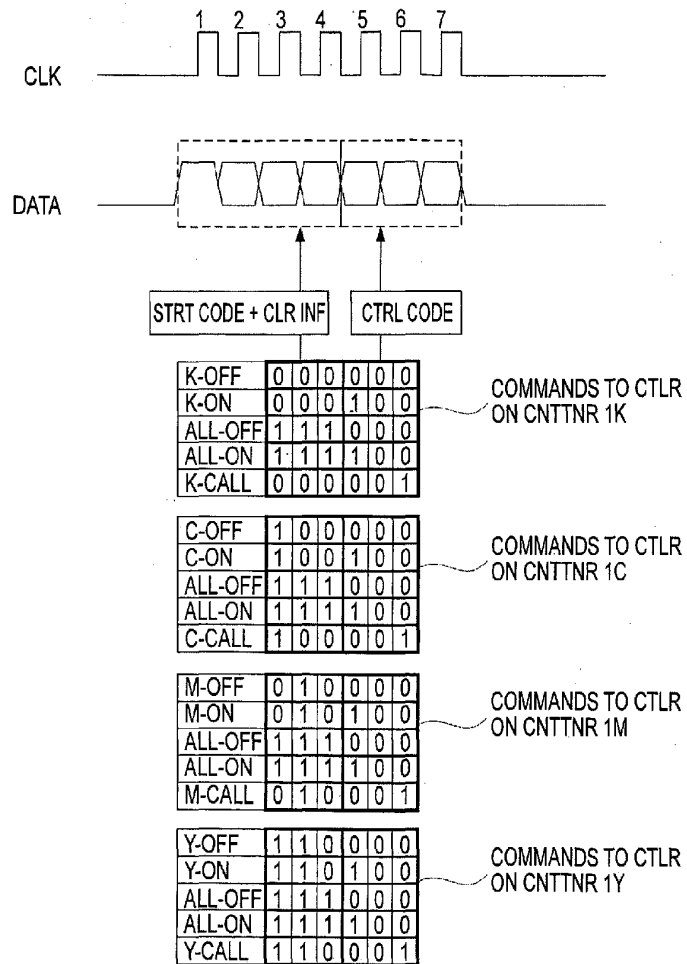 1 2 3 4 5 6 7
CLK
DATA
STRT CODE + CLR INF
CTRL CODE
K-OFF 0 0 0 0 0 0
K-ON 0 0 0 1 0 0
ALL-OFF 1 1 1 0 0 0
ALL-ON 1 1 1 1 0 0
K-CALL 0 0 0 0 0 1
COMMANDS TO CTLR
ON CNTTNR 1K
C-OFF 1 0 0 0 0 0
C-ON 1 0 0 1 0 0
ALL-OFF 1 1 1 0 0 0
ALL-ON 1 1 1 1 0 0
C-CALL 1 0 0 0 0 1
COMMANDS TO CTLR
ON CNTTNR 1C
M-OFF 0 1 0 0 0 0
M-ON 0 1 0 1 0 0
ALL-OFF 1 1 1 0 0 0
ALL-ON 1 1 1 1 0 0
M-CALL 0 1 0 0 0 1
COMMANDS TO CTLR
ON CNTTNR 1M
Y-OFF 1 1 0 0 0 0
Y-ON 1 1 0 1 0 0
ALL-OFF 1 1 1 0 0 0
ALL-ON 1 1 1 1 0 0
Y-CALL 1 1 0 0 0 1
COMMANDS TO CTLR
ON CNTTNR 1Y